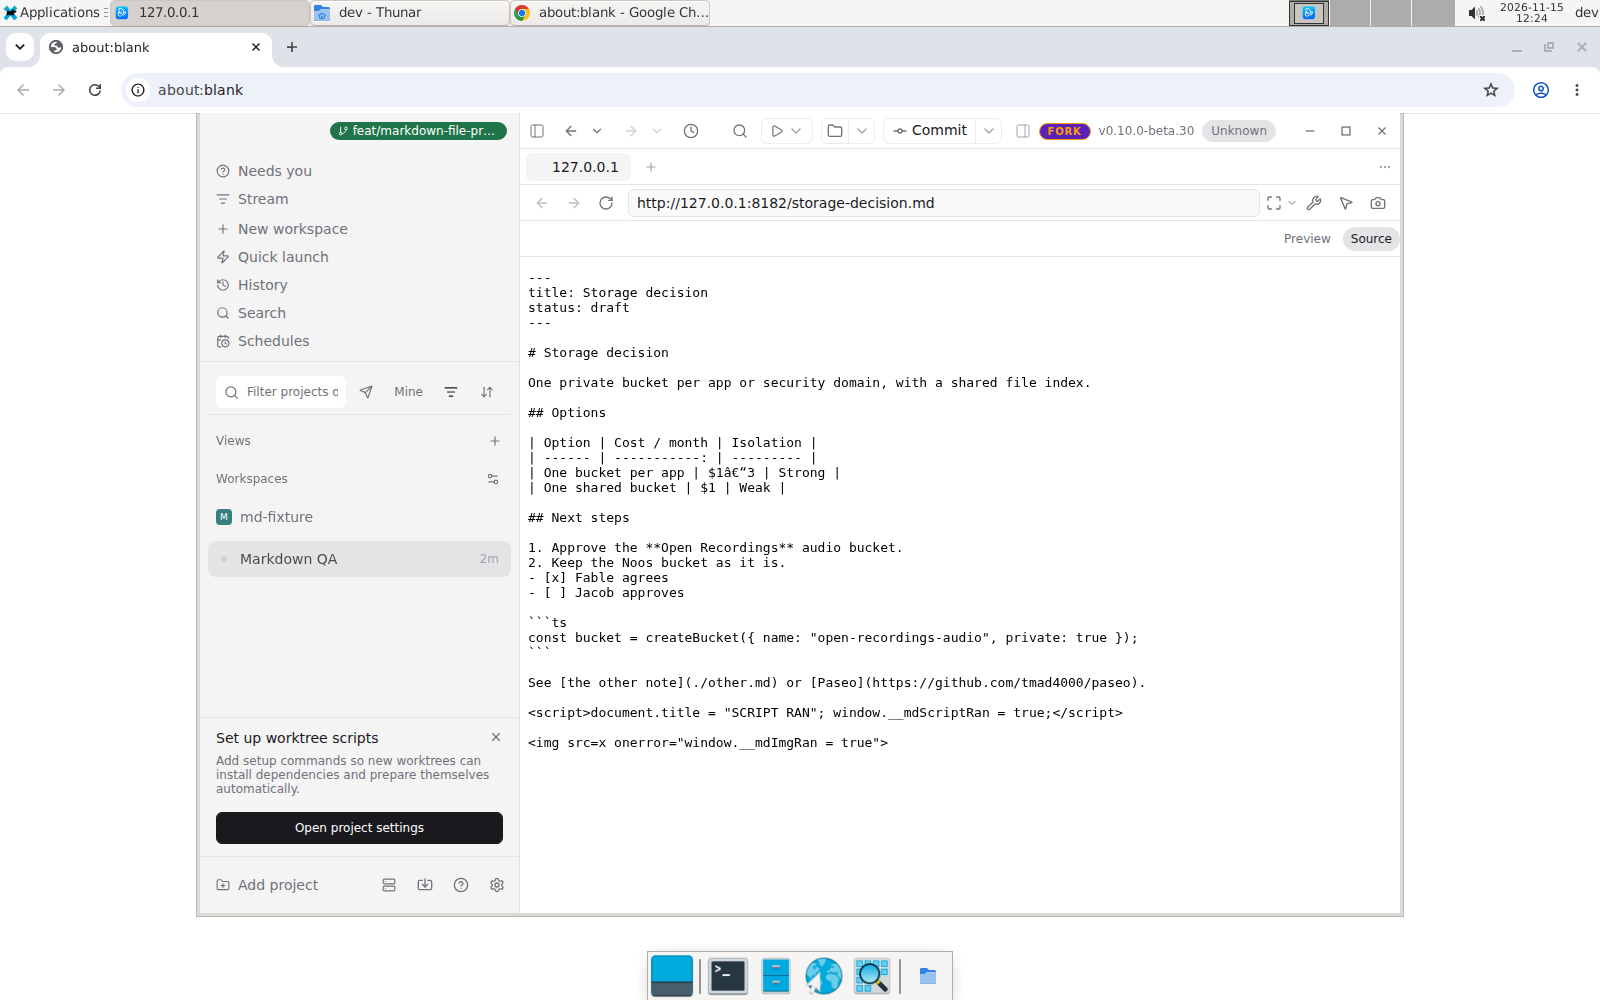 Applications
127.0.0.1
dev - Thunar
about:blank - Google Ch...
2026-11-15
12:24
dev
about:blank
about:blank
feat/markdown-file-pr...
Commit
FORK
v0.10.0-beta.30
Unknown
Needs you
Stream
New workspace
Quick launch
History
Search
Schedules
Filter projects o
Mine
Views
Workspaces
M
md-fixture
Markdown QA
2m
Set up worktree scripts
Add setup commands so new worktrees can
install dependencies and prepare themselves
automatically.
Open project settings
Add project
127.0.0.1
http://127.0.0.1:8182/storage-decision.md
Preview
Source
---
title: Storage decision
status: draft
---
# Storage decision
One private bucket per app or security domain, with a shared file index.
## Options
| Option | Cost / month | Isolation |
| ------ | -----------: | --------- |
| One bucket per app | $1â€“3 | Strong |
| One shared bucket | $1 | Weak |
## Next steps
1. Approve the **Open Recordings** audio bucket.
2. Keep the Noos bucket as it is.
- [x] Fable agrees
- [ ] Jacob approves
```ts
const bucket = createBucket({ name: "open-recordings-audio", private: true });
```
See [the other note](./other.md) or [Paseo](https://github.com/tmad4000/paseo).
<script>document.title = "SCRIPT RAN"; window.__mdScriptRan = true;</script>
<img src=x onerror="window.__mdImgRan = true">